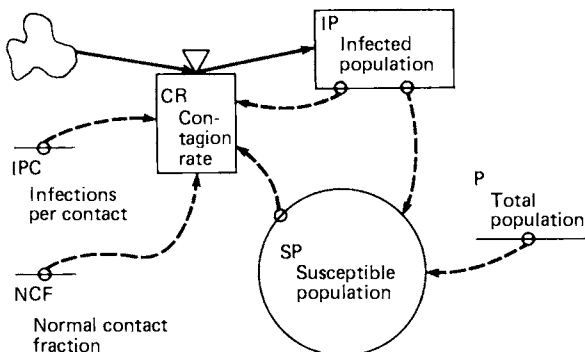 IP
Infected
population
CR
Con-
tagion
rate
IPC
Infections
per contact
P
Total
population
SP
Susceptible
population
NCF
Normal contact
fraction